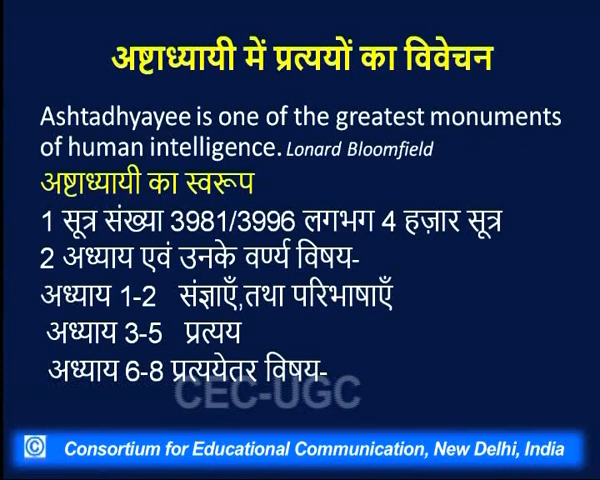 अष्टाध्यायी में प्रत्ययों का विवेचन
Ashtadhyayee is one of the greatest monuments
of human intelligence. Lonard Bloomfield
अष्टाध्यायी का स्वरूप
1 सूत्र संख्या 3981/3996 लगभग 4 हज़ार सूत्र
2 अध्याय एवं उनके वर्ण्य विषय-
अध्याय 1-2 संज्ञाएँ,तथा परिभाषाएँ
अध्याय 3-5 प्रत्यय
अध्याय 6-8 प्रत्ययेतर विषय-
CEC-UGC
© Consortium for Educational Communication, New Delhi, India